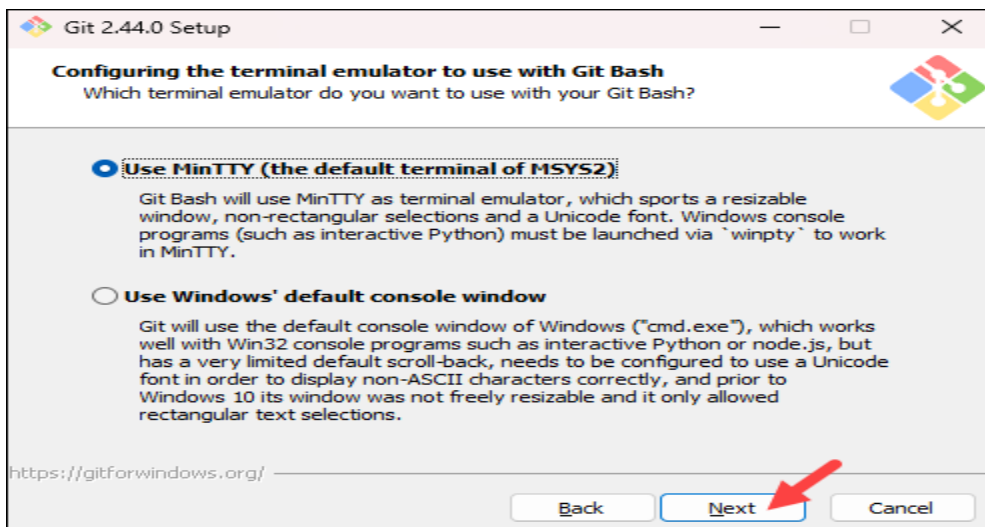 Git 2.44.0 Setup
Configuring the terminal emulator to use with Git Bash
Which terminal emulator do you want to use with your Git Bash?
Use MinTTY (the default terminal of MSYS2)
Git Bash will use MinTTY as terminal emulator, which sports a resizable
window, non-rectangular selections and a Unicode font. Windows console
programs (such as interactive Python) must be launched via `winpty` to work
in MinTTY.
Use Windows' default console window
Git will use the default console window of Windows ("cmd.exe"), which works
well with Win32 console programs such as interactive Python or node.js, but
has a very limited default scroll-back, needs to be configured to use a Unicode
font in order to display non-ASCII characters correctly, and prior to
Windows 10 its window was not freely resizable and it only allowed
rectangular text selections.
https://gitforwindows.org/
Back Next Cancel